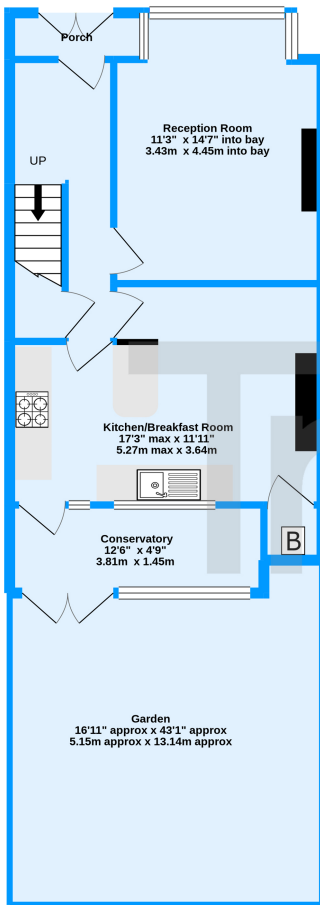 Porch
Reception Room
11'3" x 14'7" into bay
3.43m x 4.45m into bay
UP
Kitchen/Breakfast Room
17'3" max x 11'11"
5.27m max x 3.64m
Conservatory
12'6" x 4'9"
3.81m x 1.45m
B
Garden
16'11" approx x 43'1" approx
5.15m approx x 13.14m approx